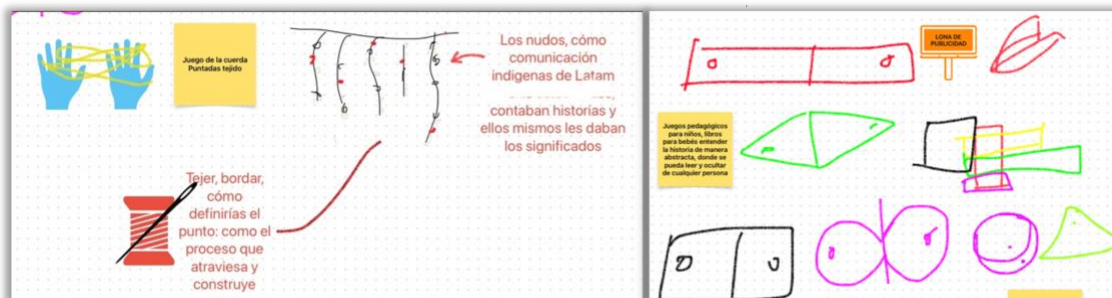 Juego de la cuerda
Puntadas tejido
Los nudos, cómo
comunicación
indigenas de Latam
contaban historias y
ellos mismos les daban
los significados
Tejer, bordar,
cómo
definirías el
punto: como el
proceso que
atraviesa y
construye
LONA DE
PUBLICIDAD
Juegos pedagógicos
para niños, libros
para bebés entender
la historia de manera
abstracta, donde se
pueda leer y ocultar
de cualquier persona